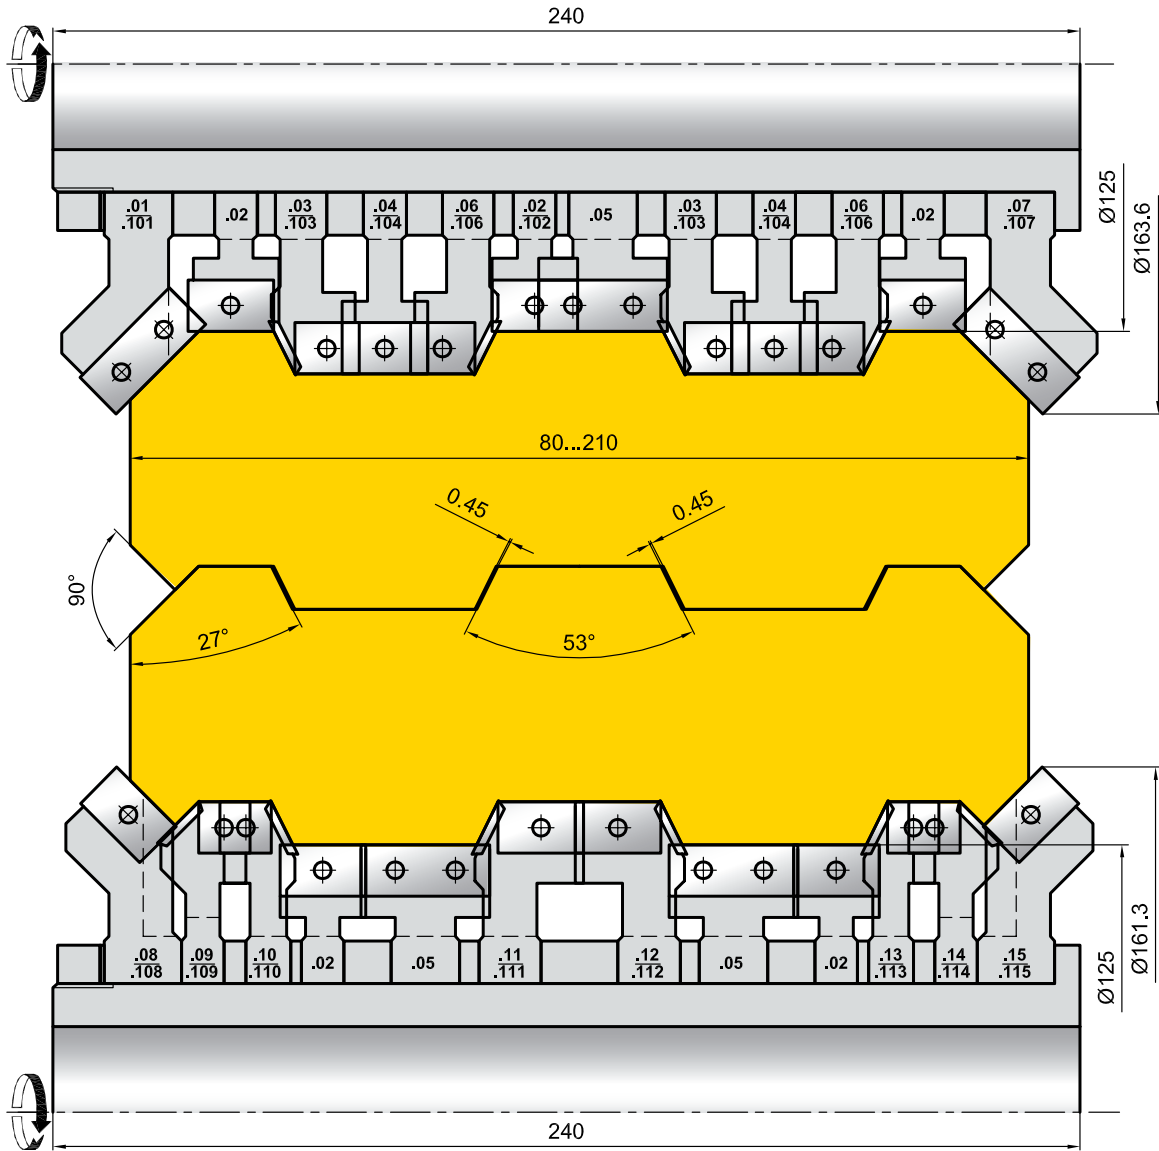 240
.01 .02 .03 .04 .06 .02 .05 .03 .04 .06 .02 .07
.101 .103 .104 .106 .102 .103 .104 .106 .107
Ø125
Ø163.6
80...210
0.45 0.45
90°
27° 53°
.08 .09 .10 .02 .05 .11 .12 .05 .02 .13 .14 .15
.108 .109 .110 .111 .112 .113 .114 .115
Ø125
Ø161.3
240